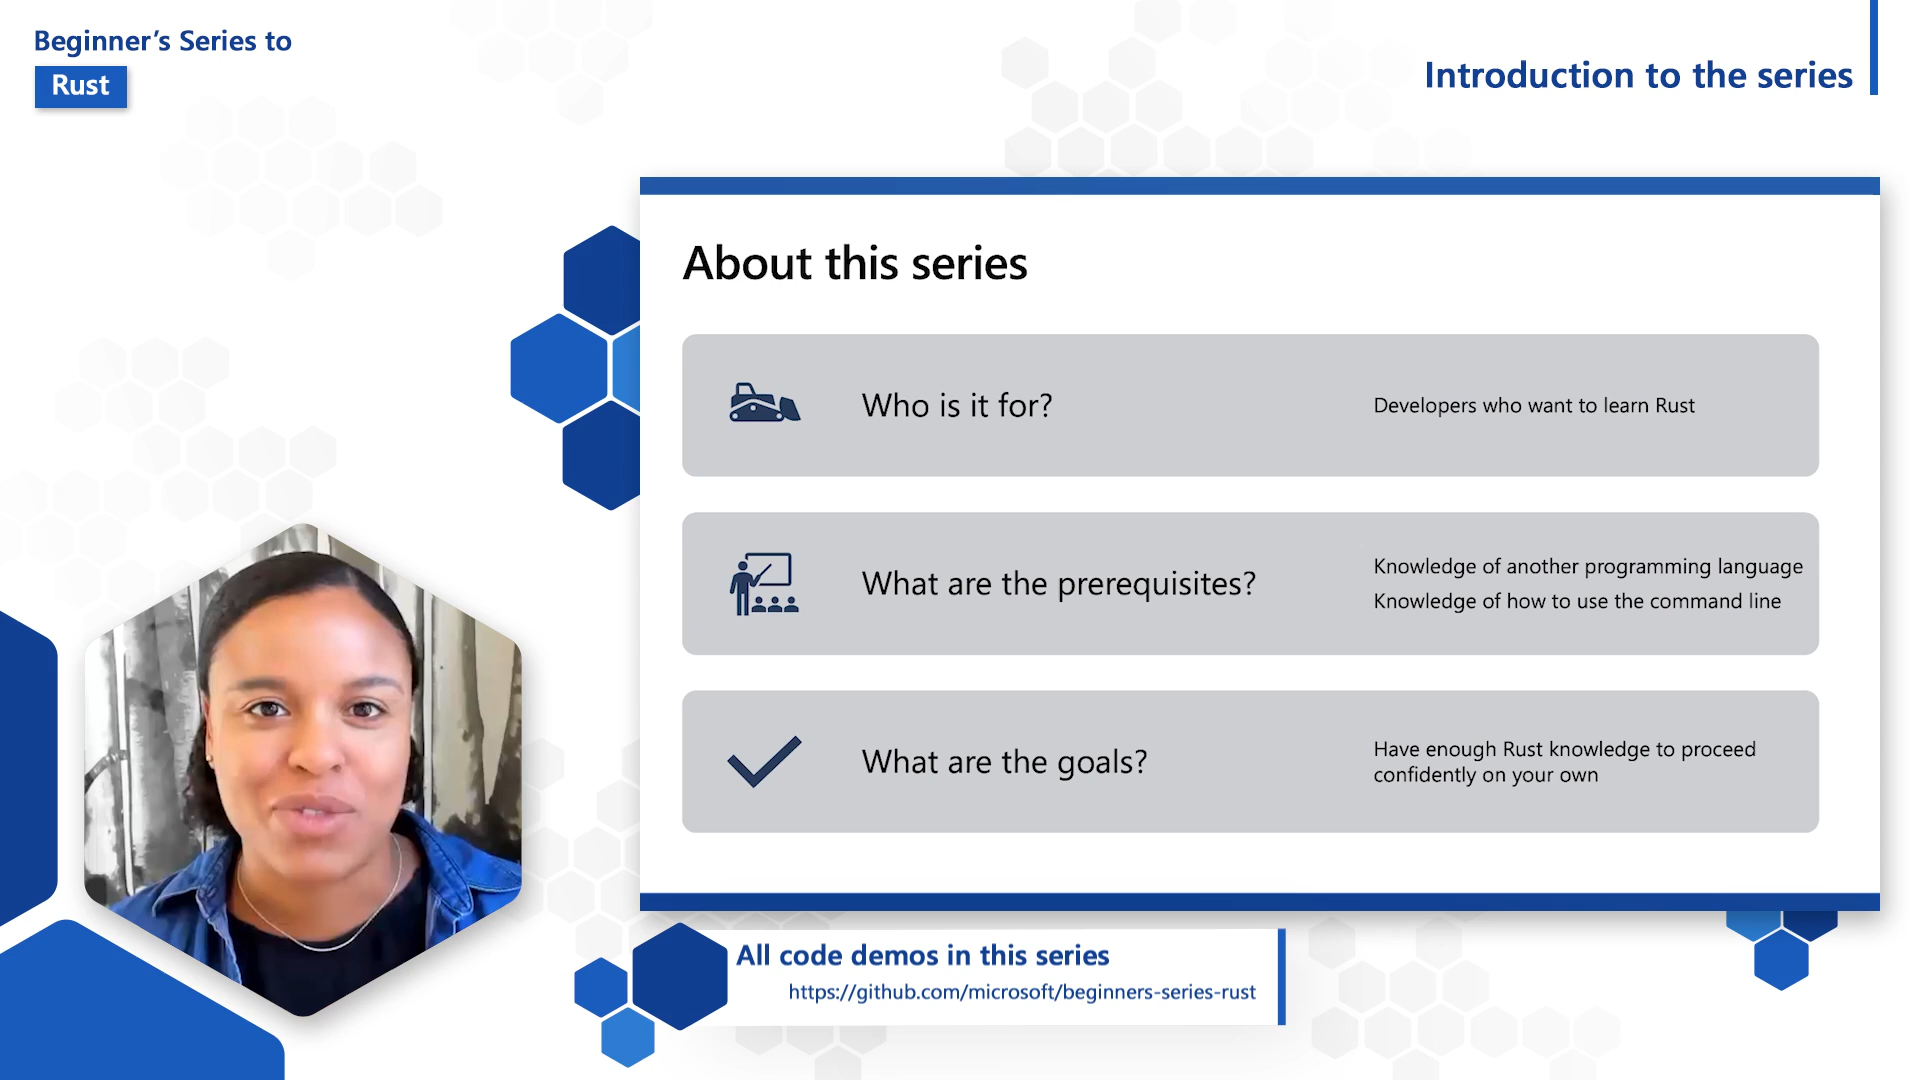 Beginner’s Series to
Rust
Introduction to the series
About this series
Who is it for?
Developers who want to learn Rust
What are the prerequisites?
Knowledge of another programming language
Knowledge of how to use the command line
What are the goals?
Have enough Rust knowledge to proceed
confidently on your own
All code demos in this series
https://github.com/microsoft/beginners-series-rust